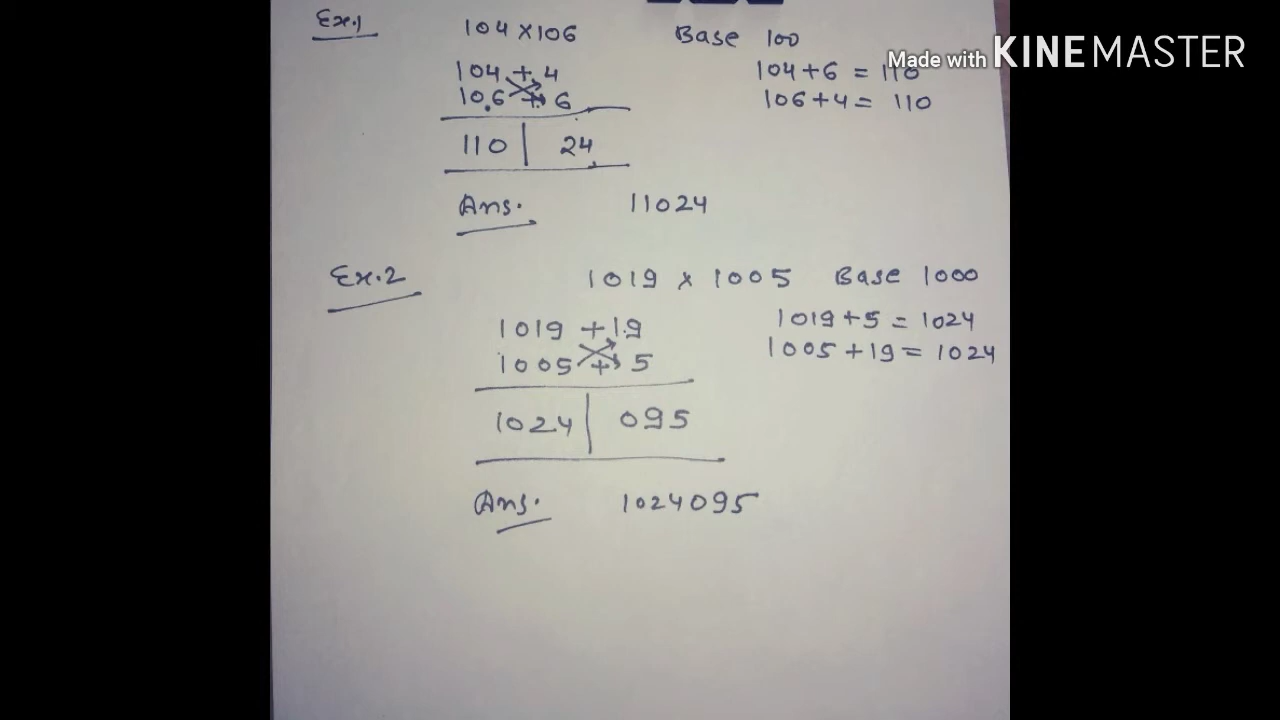 Ex.1 104 x 106 Base 100
Made with KINEMASTER
104 + 4 104+6 = 110
106 + 6 106+4 = 110
110 | 24
Ans. 11024
Ex.2 1019 x 1005 Base 1000
1019 + 19 1019+5 = 1024
1005 + 5 1005+19 = 1024
1024 | 095
Ans. 1024095